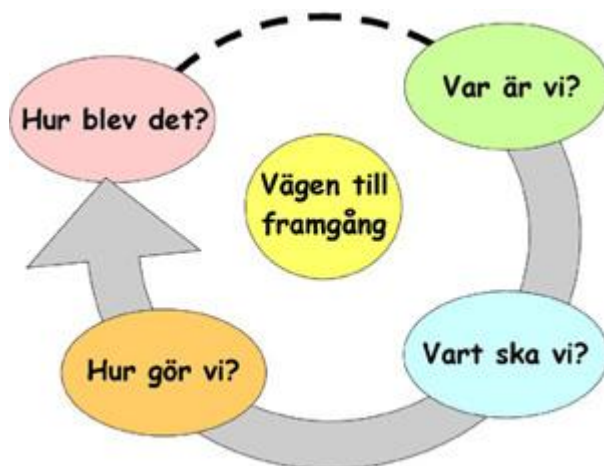 Var är vi?
Hur blev det?
Vägen till
framgång
Vart ska vi?
Hur gör vi?